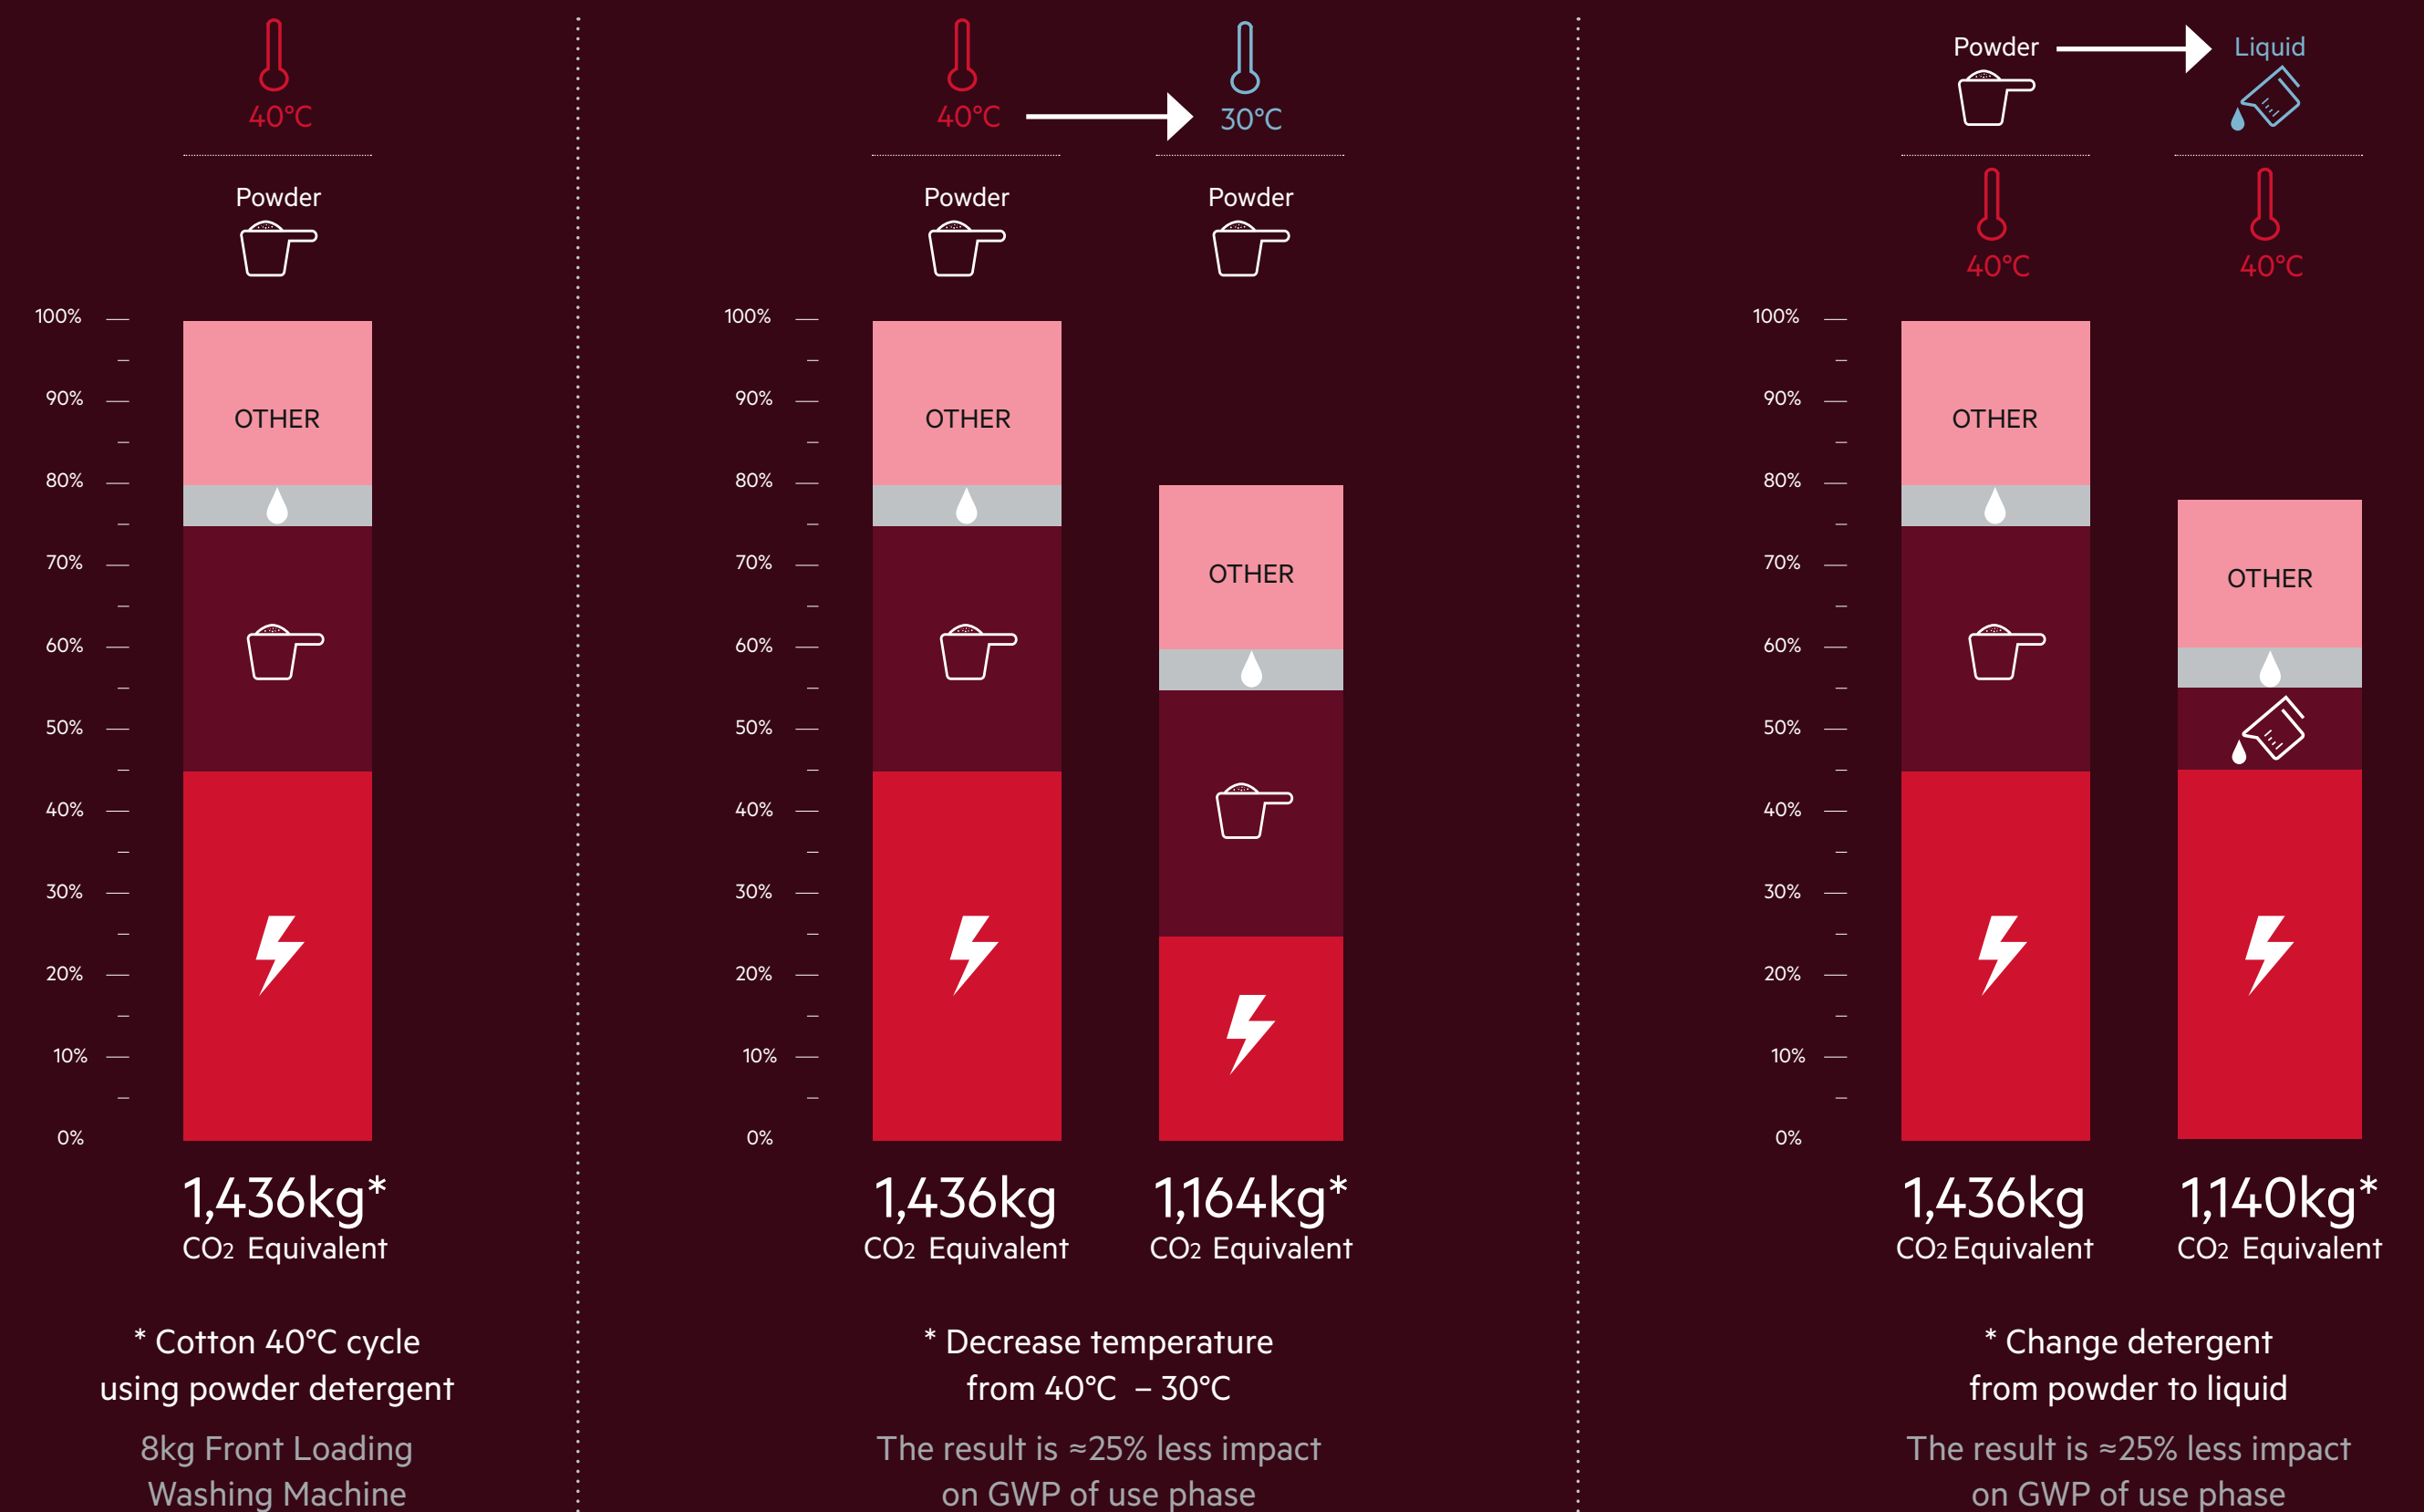 40°C
Powder
100%
90%
80%
70%
60%
50%
40%
30%
20%
10%
0%
OTHER
1,436kg*
CO2 Equivalent
* Cotton 40°C cycle
using powder detergent
8kg Front Loading
Washing Machine
40°C
30°C
Powder
Powder
100%
90%
80%
70%
60%
50%
40%
30%
20%
10%
0%
OTHER
OTHER
1,436kg
CO2 Equivalent
1,164kg*
CO2 Equivalent
* Decrease temperature
from 40°C – 30°C
The result is ≈25% less impact
on GWP of use phase
Powder
Liquid
40°C
40°C
100%
90%
80%
70%
60%
50%
40%
30%
20%
10%
0%
OTHER
OTHER
1,436kg
CO2 Equivalent
1,140kg*
CO2 Equivalent
* Change detergent
from powder to liquid
The result is ≈25% less impact
on GWP of use phase